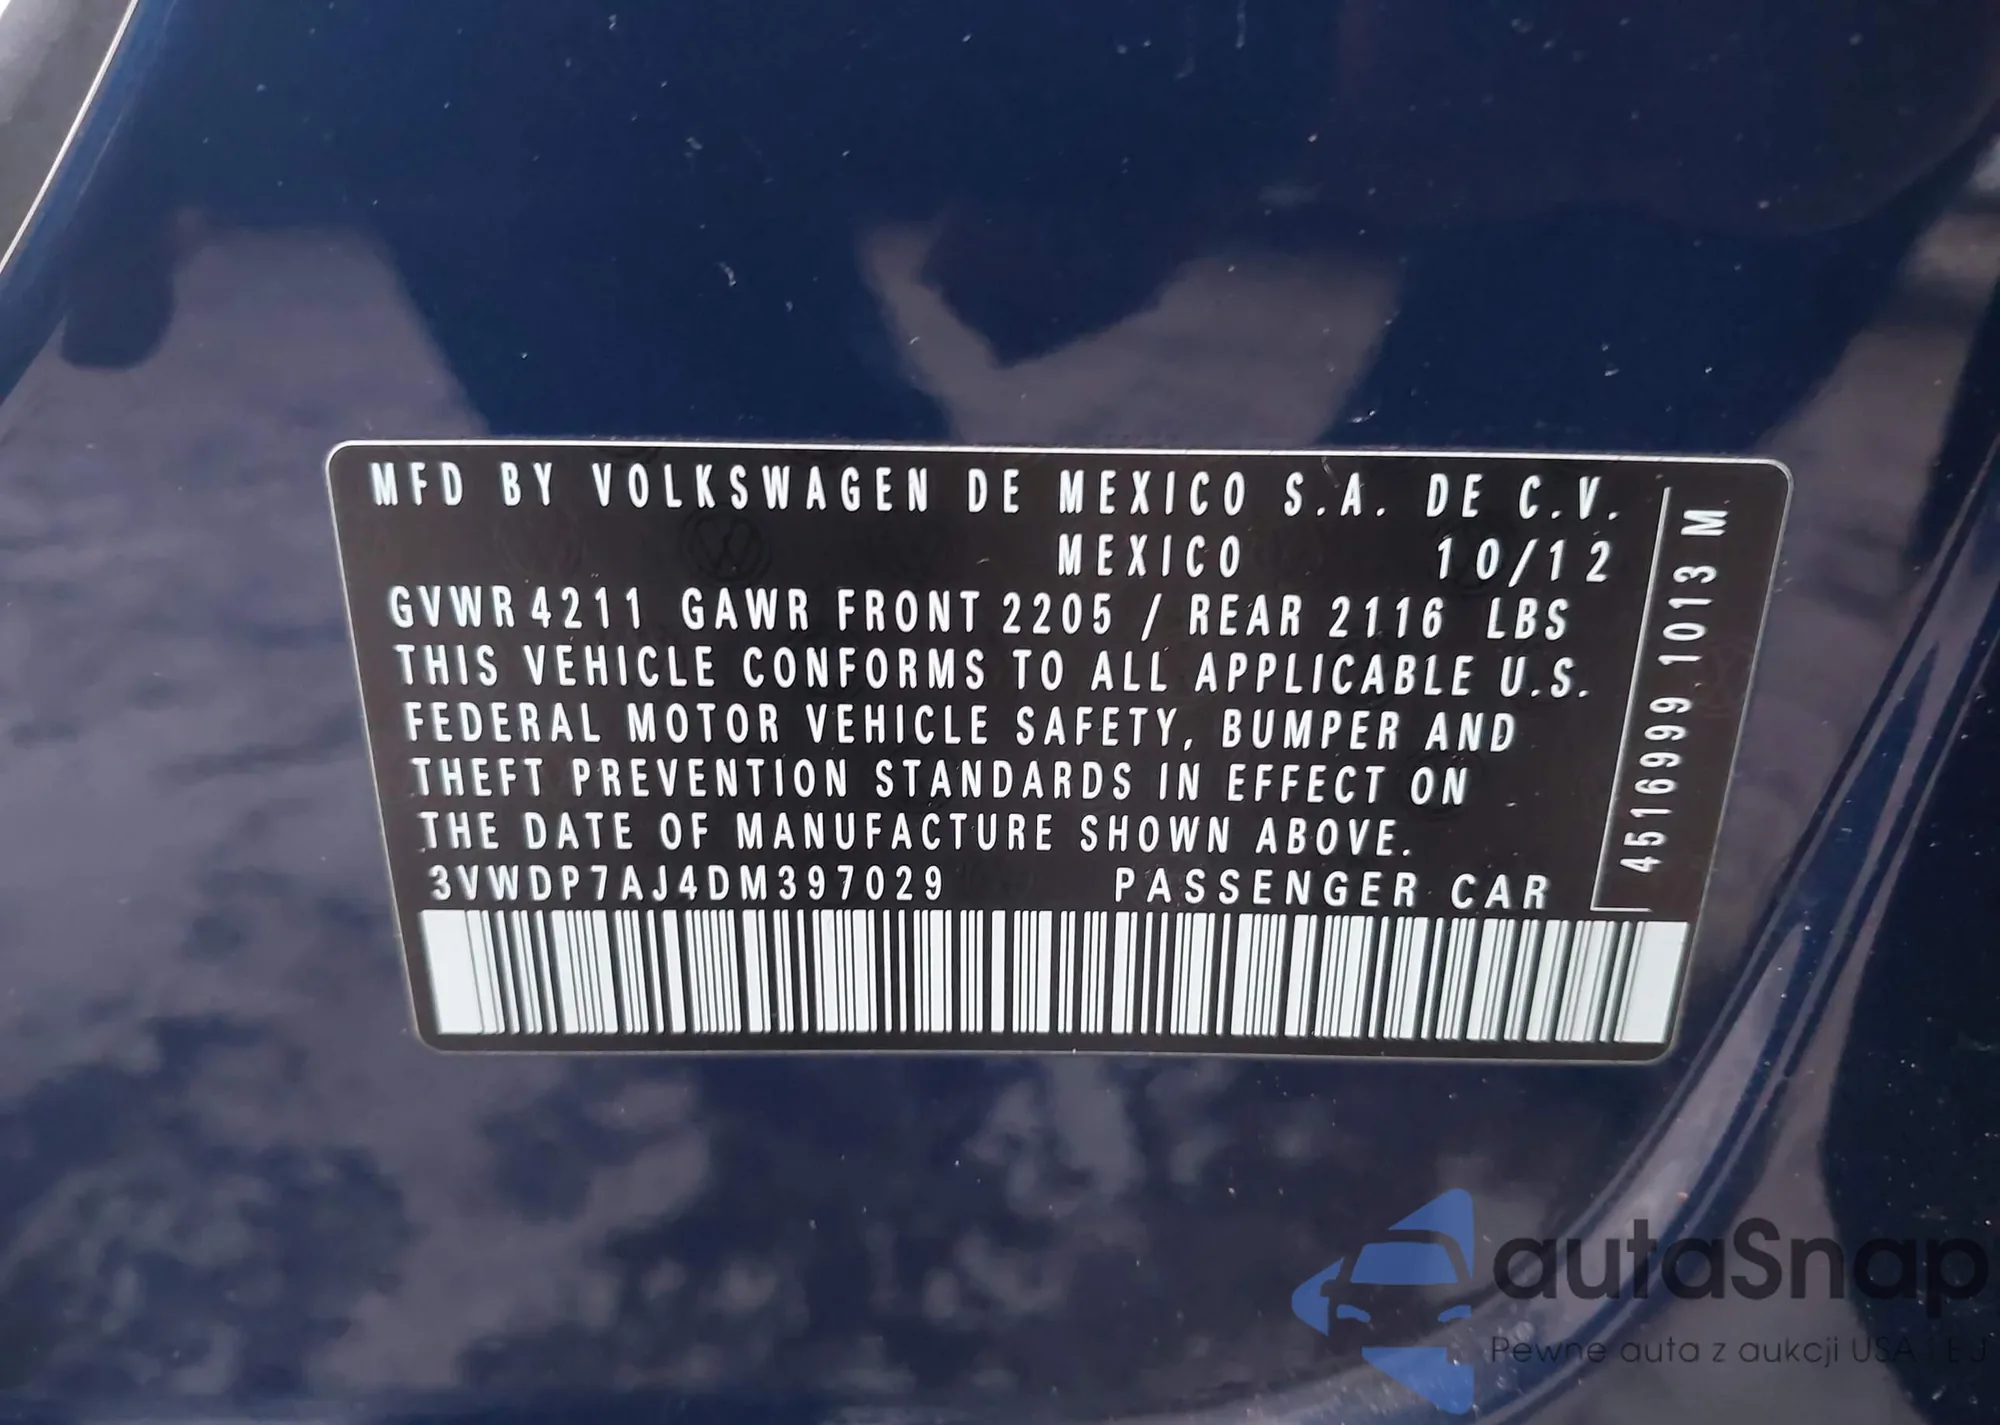 MFD BY VOLKSWAGEN DE MEXICO S.A. DE C.V.
MEXICO 10/12
GVWR 4211 GAWR FRONT 2205 / REAR 2116 LBS
THIS VEHICLE CONFORMS TO ALL APPLICABLE U.S.
FEDERAL MOTOR VEHICLE SAFETY, BUMPER AND
THEFT PREVENTION STANDARDS IN EFFECT ON
THE DATE OF MANUFACTURE SHOWN ABOVE.
3VWDP7AJ4DM397029 PASSENGER CAR
4516999 1013 M
autaSnap
Pewne auta z aukcji USA i EU